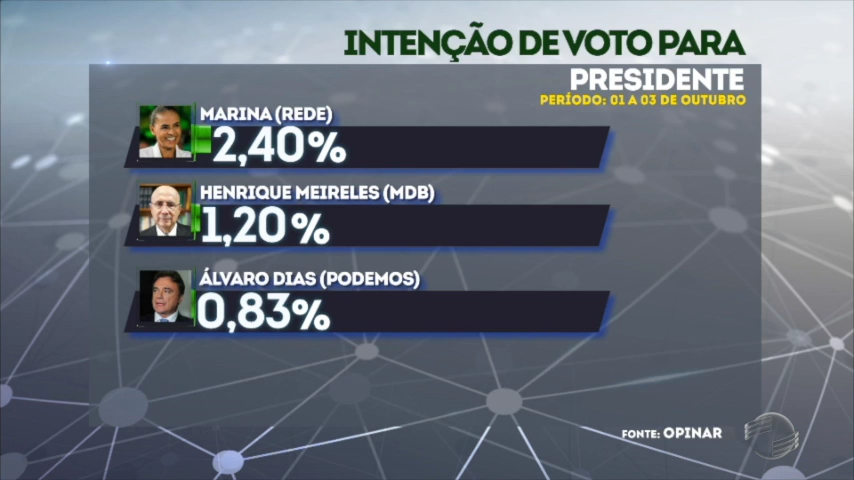 INTENÇÃO DE VOTO PARA
PRESIDENTE
PERÍODO: 01 A 03 DE OUTUBRO
MARINA (REDE)
2,40%
HENRIQUE MEIRELES (MDB)
1,20%
ÁLVARO DIAS (PODEMOS)
0,83%
FONTE: OPINAR